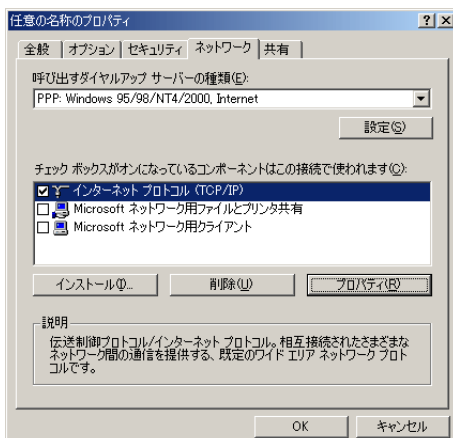 任意の名称のプロパティ
全般 オプション セキュリティ ネットワーク 共有
呼び出すダイヤルアップ サーバーの種類(E):
PPP: Windows 95/98/NT4/2000, Internet
設定(S)
チェック ボックスがオンになっているコンポーネントはこの接続で使われます(C):
インターネット プロトコル (TCP/IP)
Microsoft ネットワーク用ファイルとプリンタ共有
Microsoft ネットワーク用クライアント
インストール(I)... 削除(U) プロパティ(R)
説明
伝送制御プロトコル/インターネット プロトコル。相互接続されたさまざまな
ネットワーク間の通信を提供する、既定のワイド エリア ネットワーク プロト
コルです。
OK キャンセル